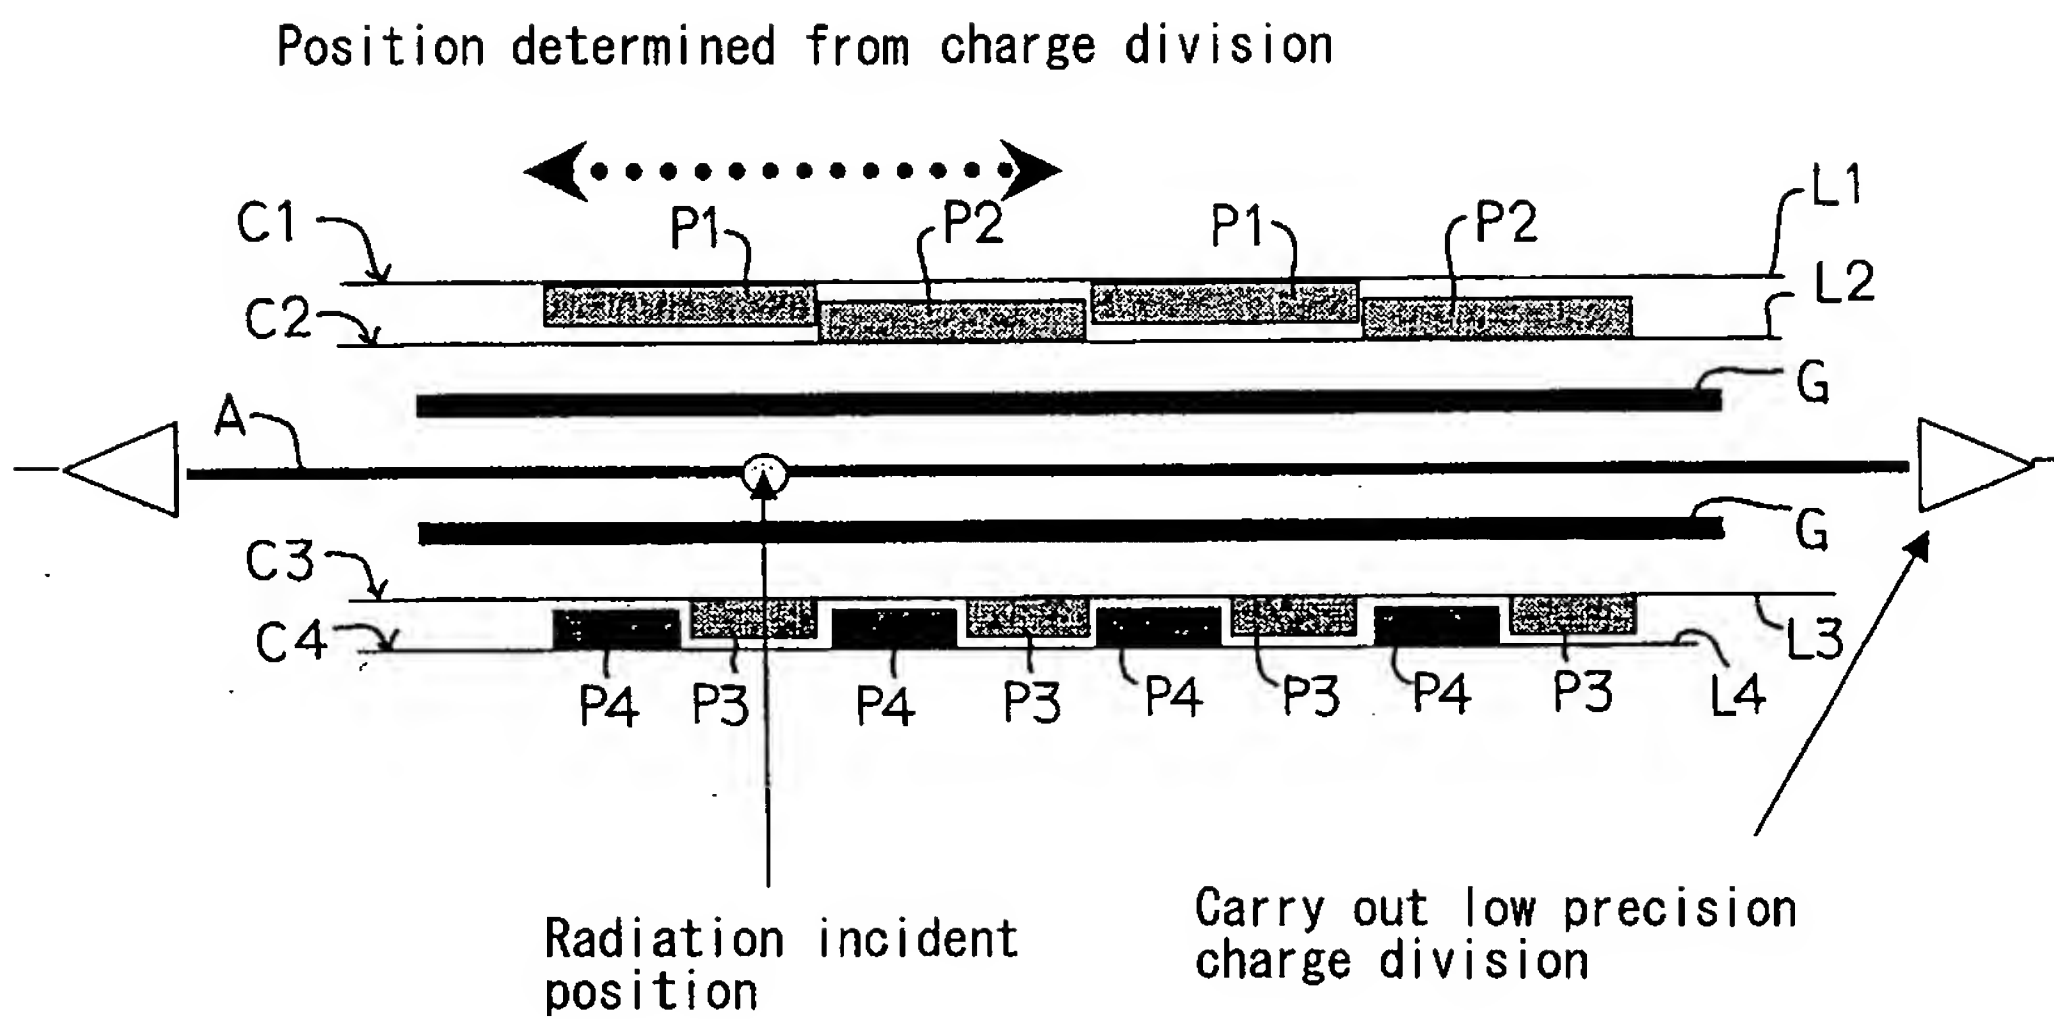 Position determined from charge division
C1
P1
P2
P1
P2
L1
C2
L2
A
G
C3
G
C4
L3
P4
P3
P4
P3
P4
P3
P4
P3
L4
Radiation incident
position
Carry out low precision
charge division